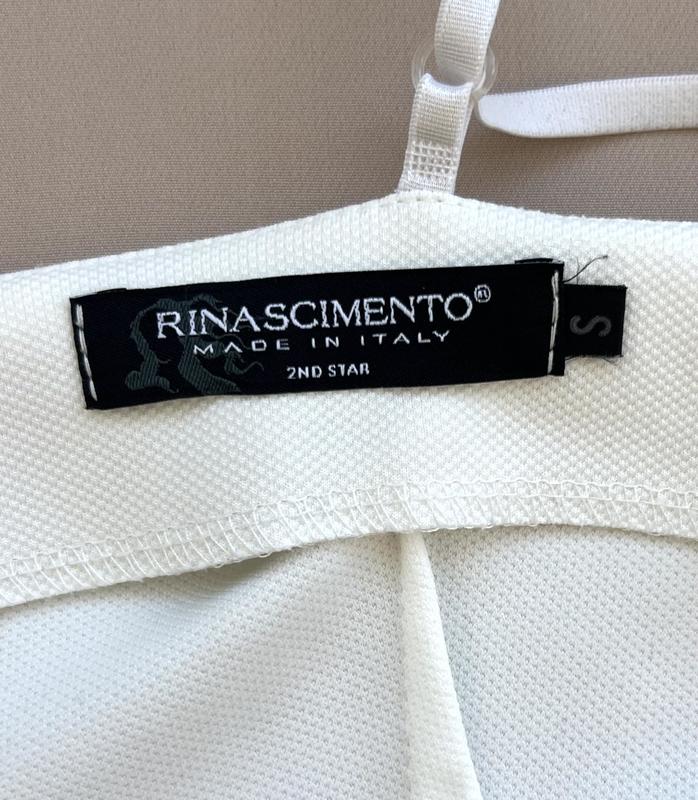 RINASCIMENTO®
MADE IN ITALY
2ND STAR
S